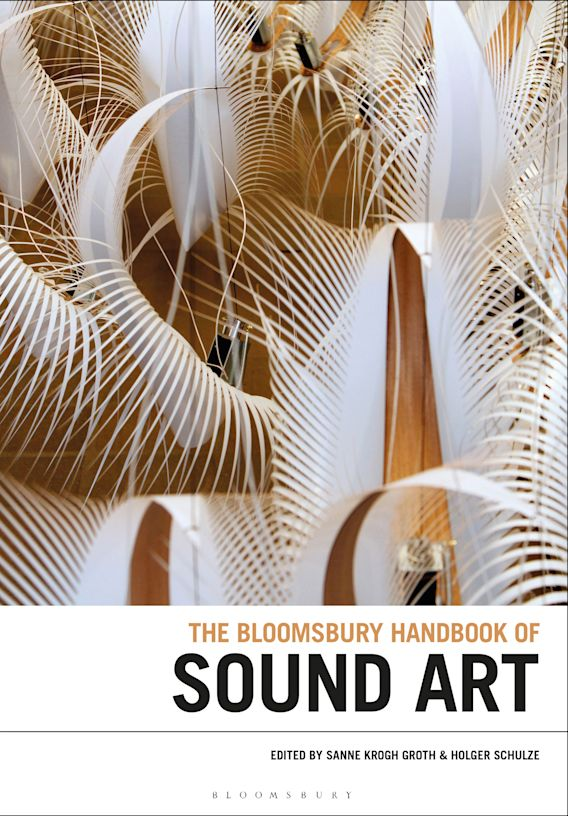 THE BLOOMSBURY HANDBOOK OF
SOUND ART
EDITED BY SANNE KROGH GROTH & HOLGER SCHULZE
BLOOMSBURY